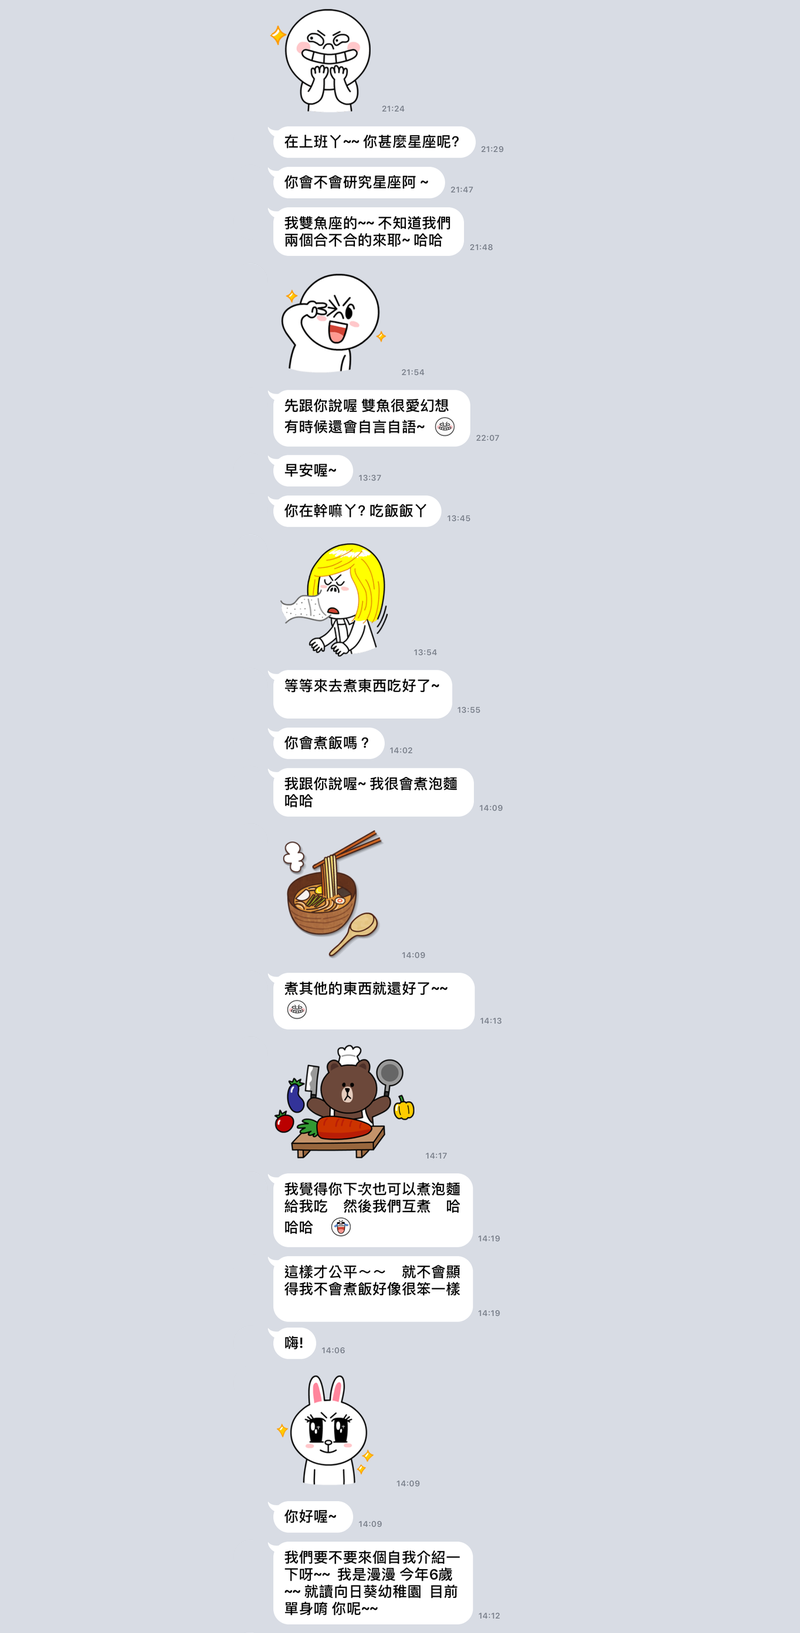 21:24
在上班丫~~ 你甚麼星座呢?
21:29
你會不會研究星座阿 ~
21:47
我雙魚座的~~ 不知道我們
兩個合不合的來耶~ 哈哈
21:48
21:54
先跟你說喔 雙魚很愛幻想
有時候還會自言自語~
22:07
早安喔~
13:37
你在幹嘛丫? 吃飯飯丫
13:45
13:54
等等來去煮東西吃好了~
13:55
你會煮飯嗎 ?
14:02
我跟你說喔~ 我很會煮泡麵
哈哈
14:09
14:09
煮其他的東西就還好了~~
14:13
14:17
我覺得你下次也可以煮泡麵
給我吃　然後我們互煮　哈
哈哈
14:19
這樣才公平～～　就不會顯
得我不會煮飯好像很笨一樣
14:19
嗨!
14:06
14:09
你好喔~
14:09
我們要不要來個自我介紹一
下呀~~ 我是漫漫 今年6歲
~~ 就讀向日葵幼稚園 目前
單身唷 你呢~~
14:12